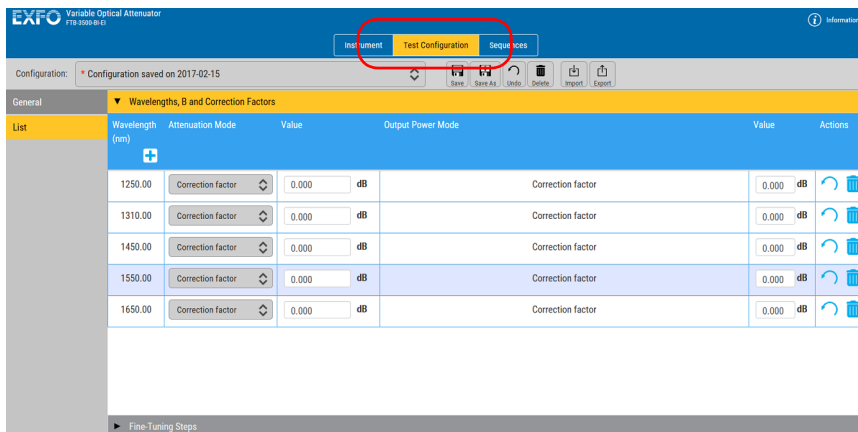 EXFO Variable Optical Attenuator
FTB-3500-BI-EI
Information
Instrument Test Configuration Sequences
Configuration: * Configuration saved on 2017-02-15
Save Save As Undo Delete Import Export
General
List
▼ Wavelengths, B and Correction Factors
Wavelength (nm) Attenuation Mode Value Output Power Mode Value Actions
1250.00 Correction factor 0.000 dB Correction factor 0.000 dB
1310.00 Correction factor 0.000 dB Correction factor 0.000 dB
1450.00 Correction factor 0.000 dB Correction factor 0.000 dB
1550.00 Correction factor 0.000 dB Correction factor 0.000 dB
1650.00 Correction factor 0.000 dB Correction factor 0.000 dB
► Fine-Tuning Steps